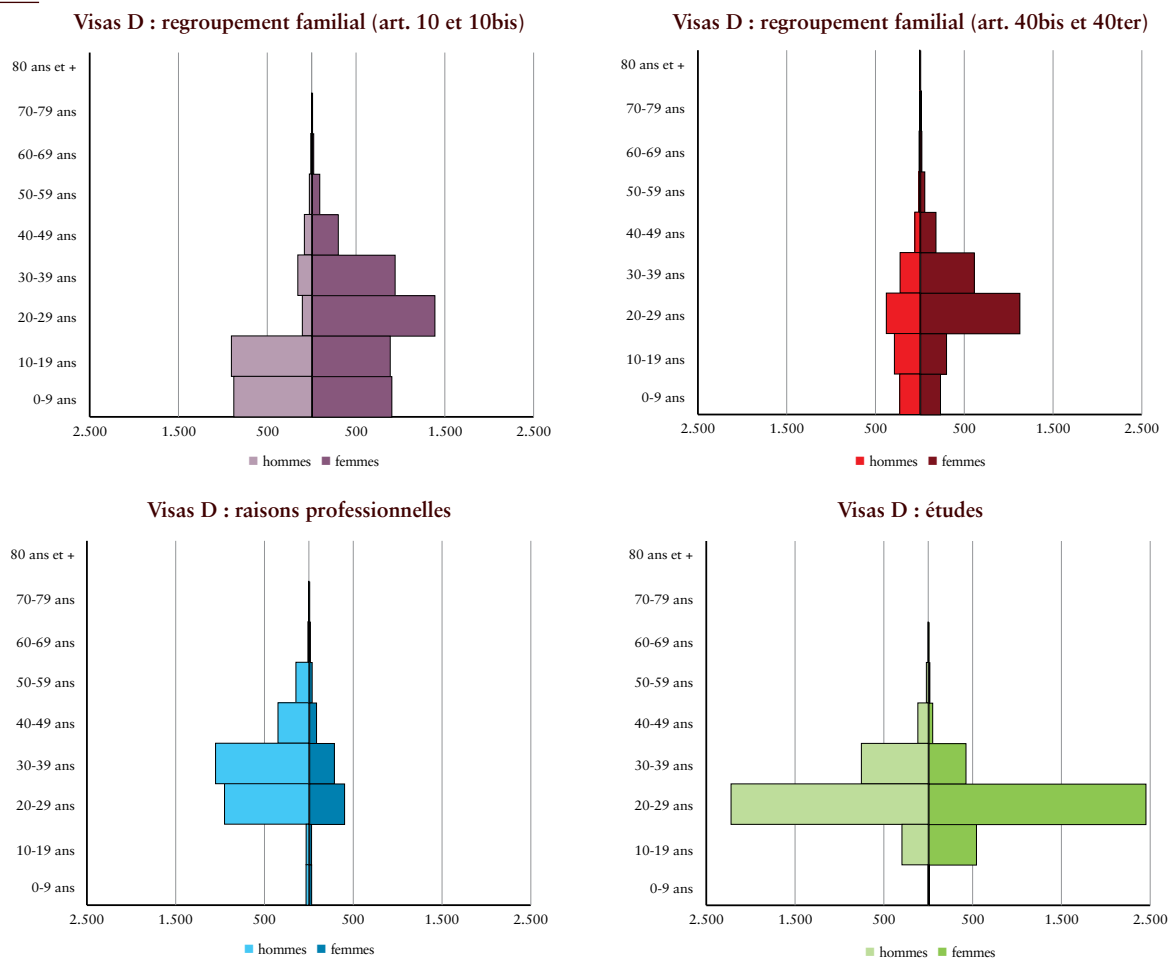 Visas D : regroupement familial (art. 10 et 10bis)
80 ans et +
70-79 ans
60-69 ans
50-59 ans
40-49 ans
30-39 ans
20-29 ans
10-19 ans
0-9 ans
2.500 1.500 500 500 1.500 2.500
hommes femmes
Visas D : regroupement familial (art. 40bis et 40ter)
80 ans et +
70-79 ans
60-69 ans
50-59 ans
40-49 ans
30-39 ans
20-29 ans
10-19 ans
0-9 ans
2.500 1.500 500 500 1.500 2.500
hommes femmes
Visas D : raisons professionnelles
80 ans et +
70-79 ans
60-69 ans
50-59 ans
40-49 ans
30-39 ans
20-29 ans
10-19 ans
0-9 ans
2.500 1.500 500 500 1.500 2.500
hommes femmes
Visas D : études
80 ans et +
70-79 ans
60-69 ans
50-59 ans
40-49 ans
30-39 ans
20-29 ans
10-19 ans
0-9 ans
2.500 1.500 500 500 1.500 2.500
hommes femmes